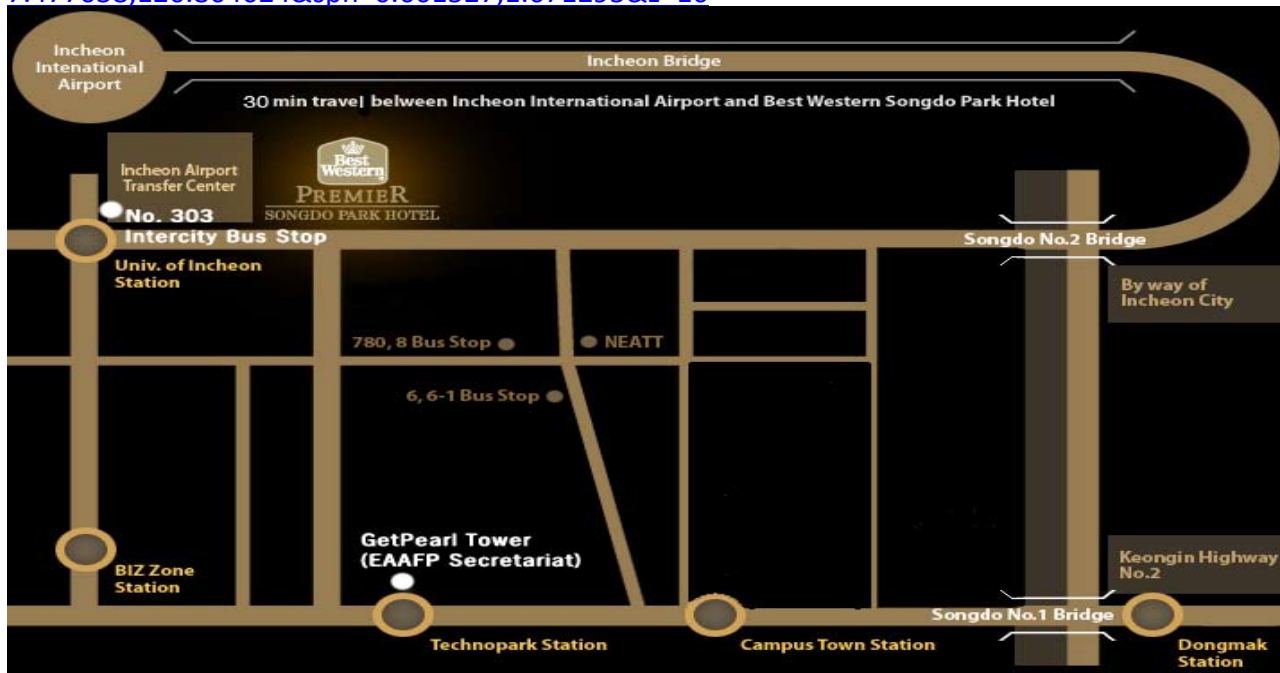 Incheon
Intenational
Airport
Incheon Bridge
30 min travel belween Incheon International Airport and Best Western Songdo Park Hotel
Incheon Airport
Transfer Center
Best
Western
PREMIER
SONGDO PARK HOTEL
No. 303
Intercity Bus Stop
Univ. of Incheon
Station
Songdo No.2 Bridge
By way of
Incheon City
780, 8 Bus Stop
NEATT
6, 6-1 Bus Stop
GetPearl Tower
(EAAFP Secretariat)
BIZ Zone
Station
Keongin Highway
No.2
Songdo No.1 Bridge
Technopark Station
Campus Town Station
Dongmak
Station